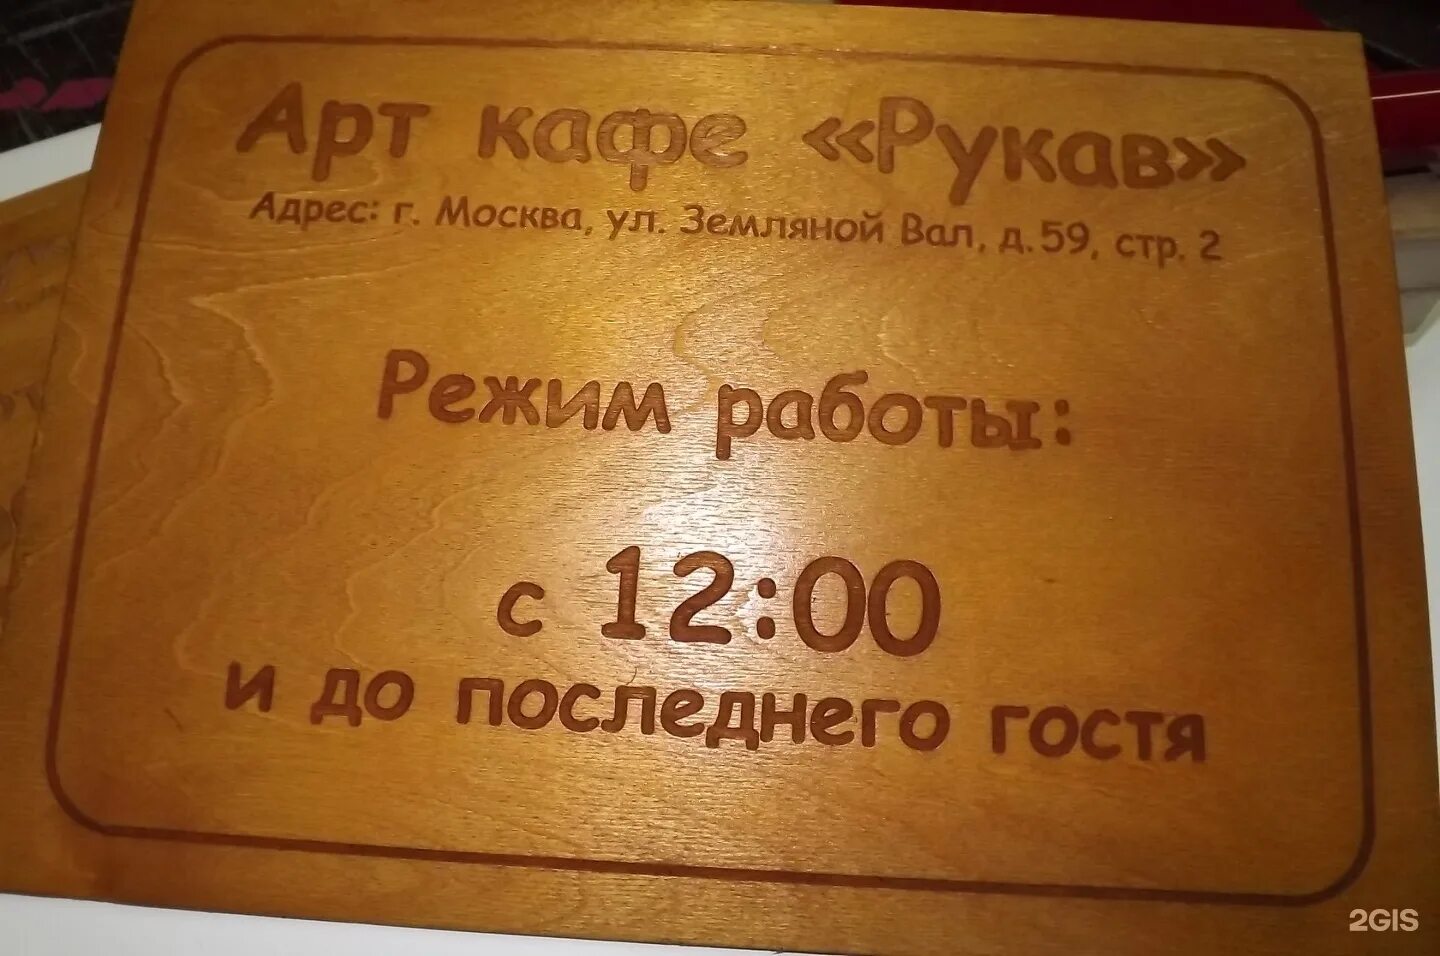 Арт кафе «Рукав»
Адрес: г. Москва, ул. Земляной Вал, д.59, стр. 2
Режим работы:
с 12:00
и до последнего гостя
2GIS